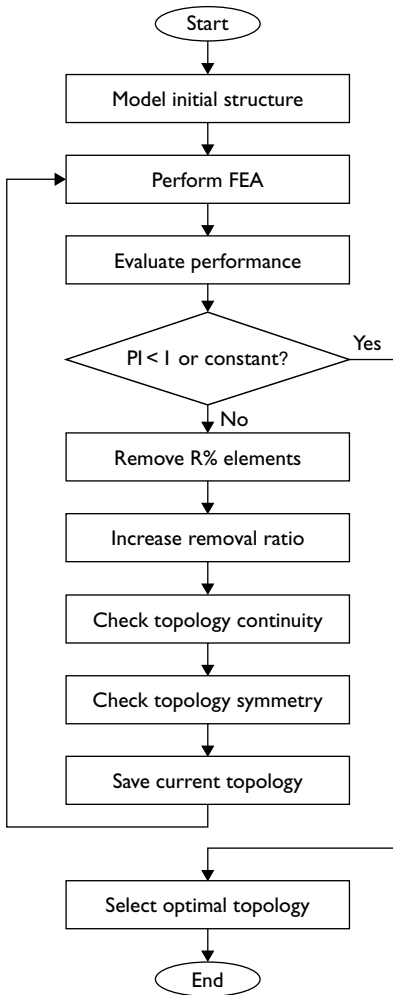 Start
Model initial structure
Perform FEA
Evaluate performance
PI < 1 or constant?
Yes
No
Remove R% elements
Increase removal ratio
Check topology continuity
Check topology symmetry
Save current topology
Select optimal topology
End